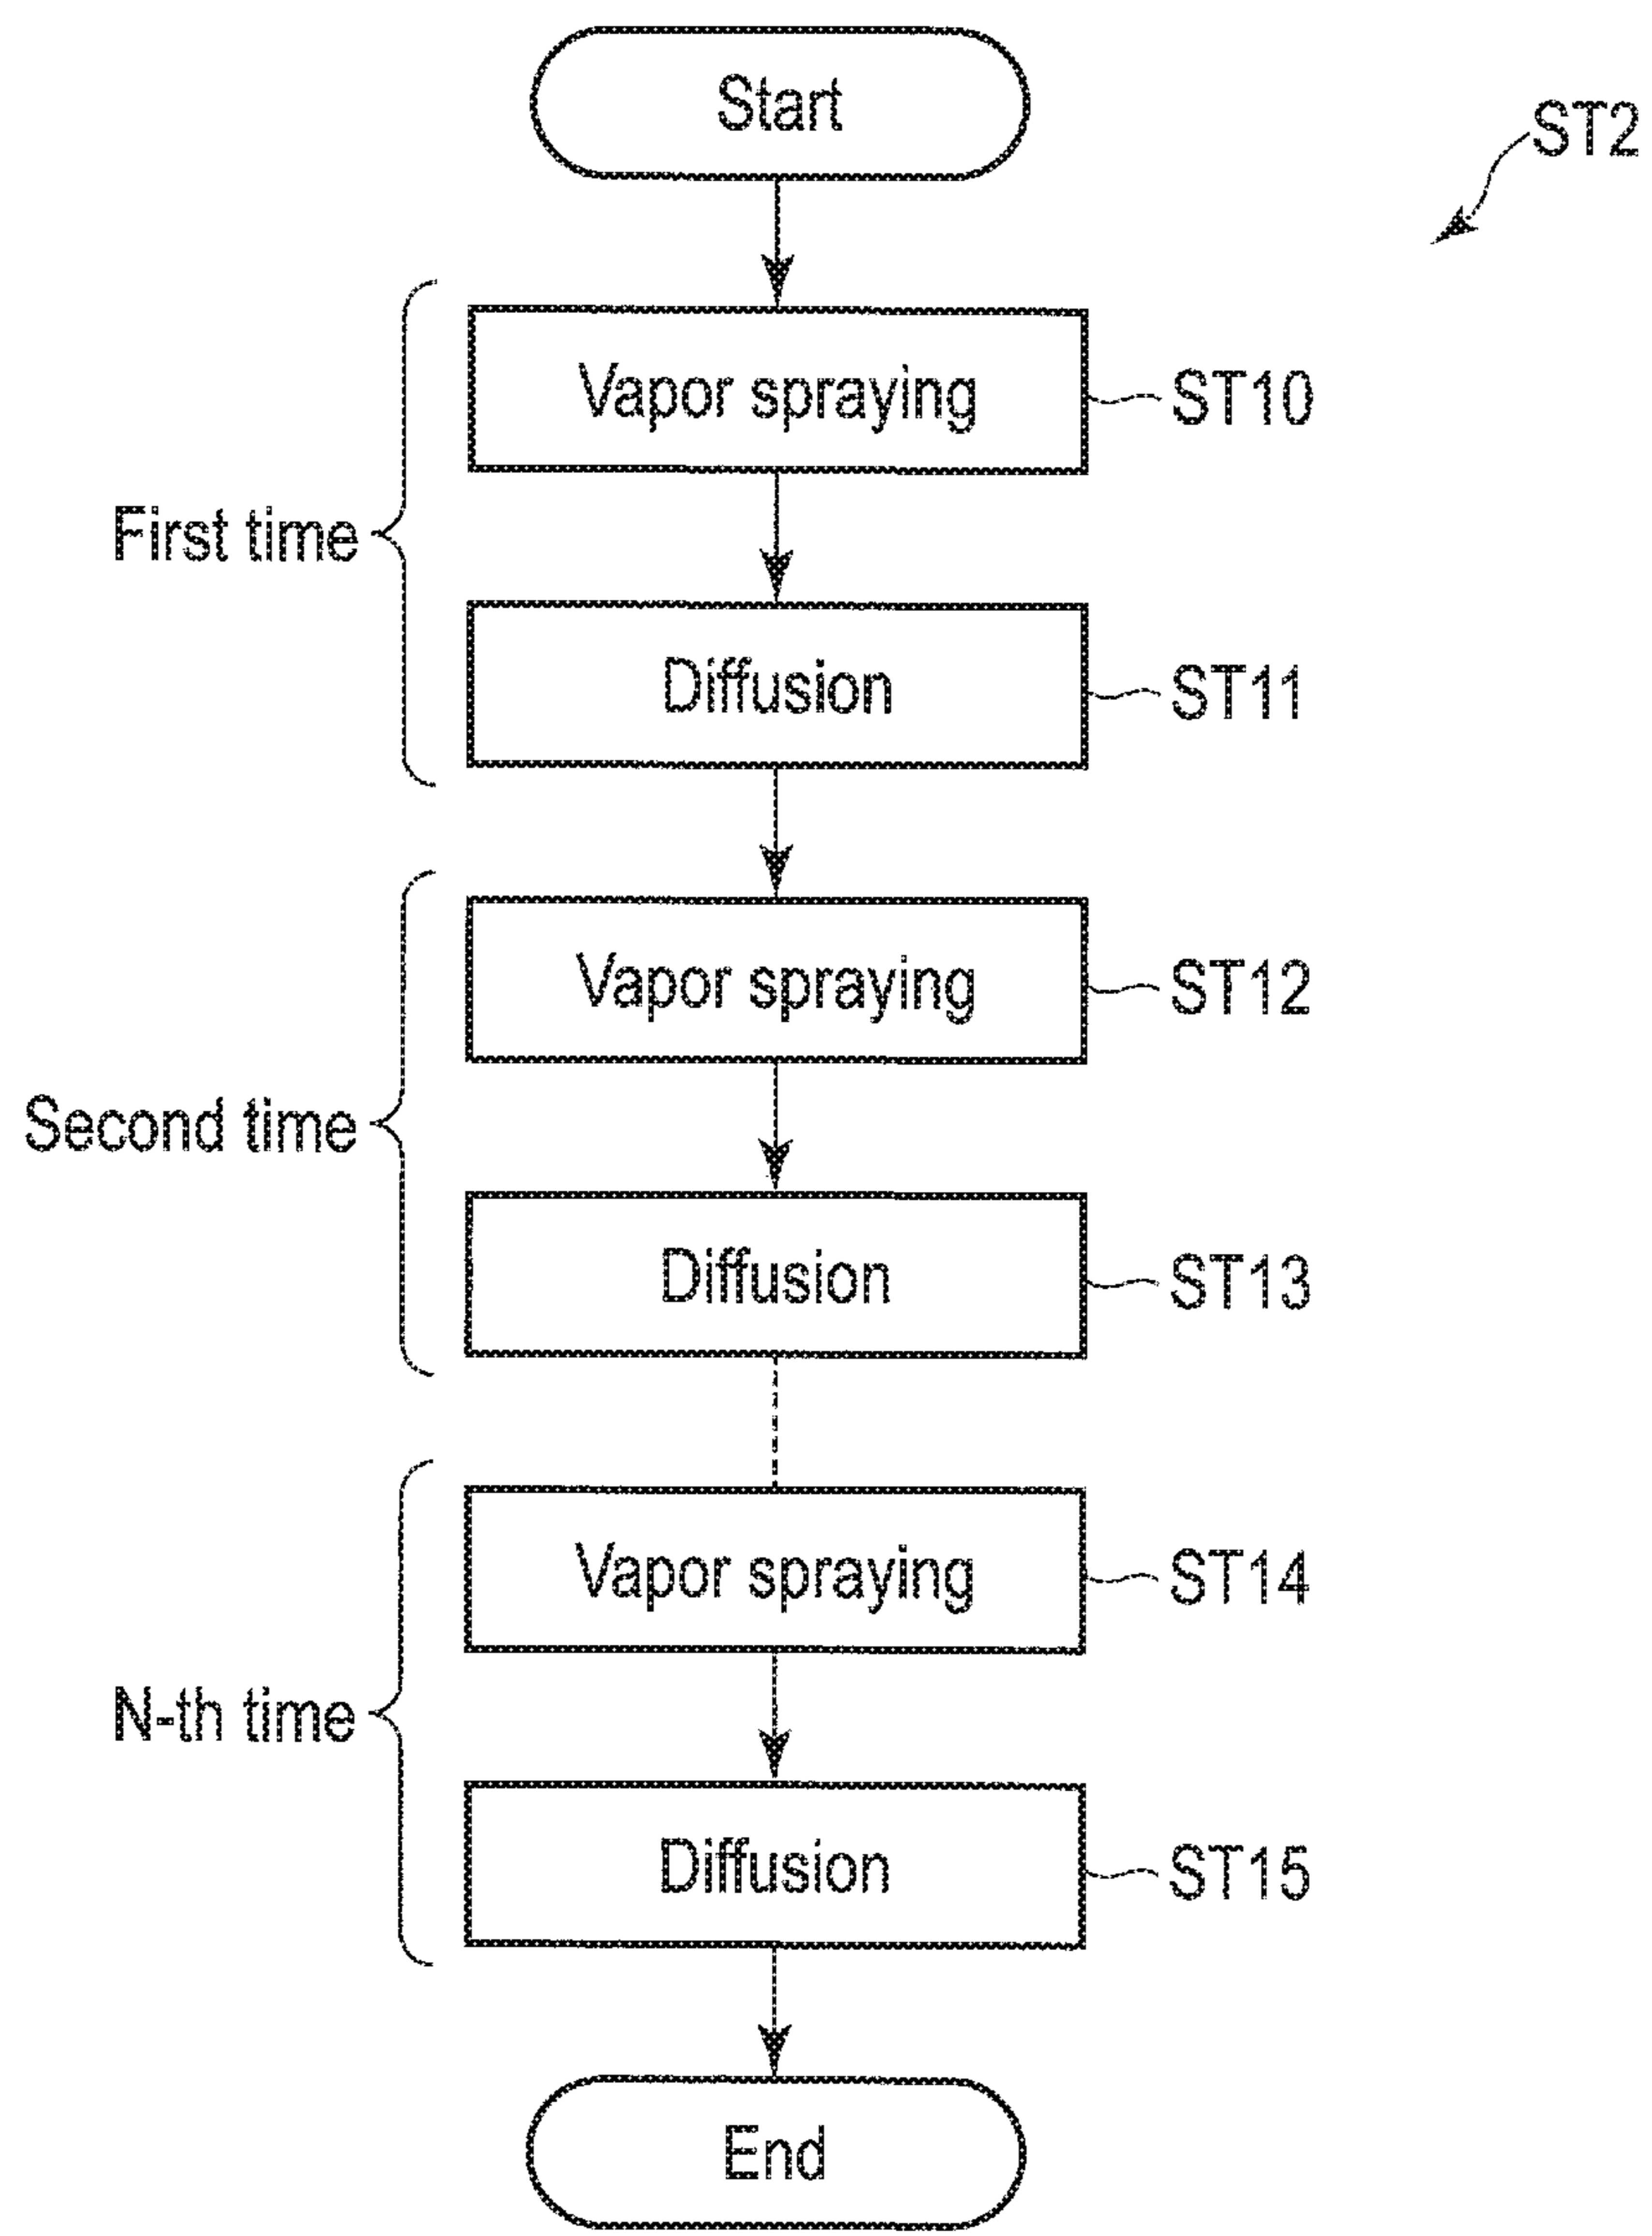 Start
ST2
Vapor spraying
ST10
First time
Diffusion
ST11
Vapor spraying
ST12
Second time
Diffusion
ST13
Vapor spraying
ST14
N-th time
Diffusion
ST15
End